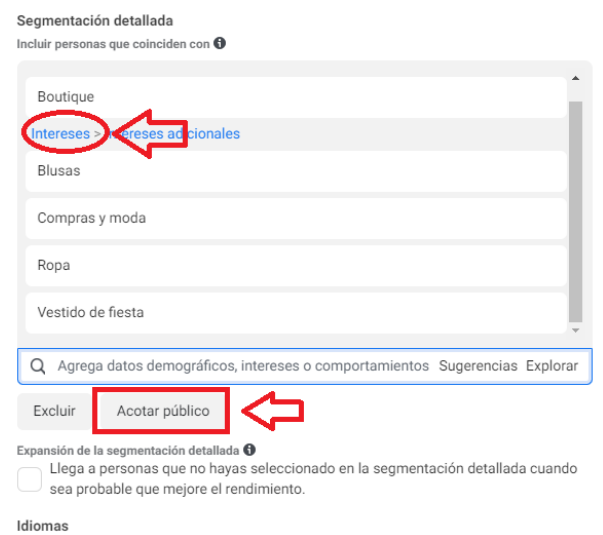 Segmentación detallada
Incluir personas que coinciden con
Boutique
Intereses > Intereses adicionales
Blusas
Compras y moda
Ropa
Vestido de fiesta
Agrega datos demográficos, intereses o comportamientos Sugerencias Explorar
Excluir Acotar público
Expansión de la segmentación detallada
Llega a personas que no hayas seleccionado en la segmentación detallada cuando
sea probable que mejore el rendimiento.
Idiomas